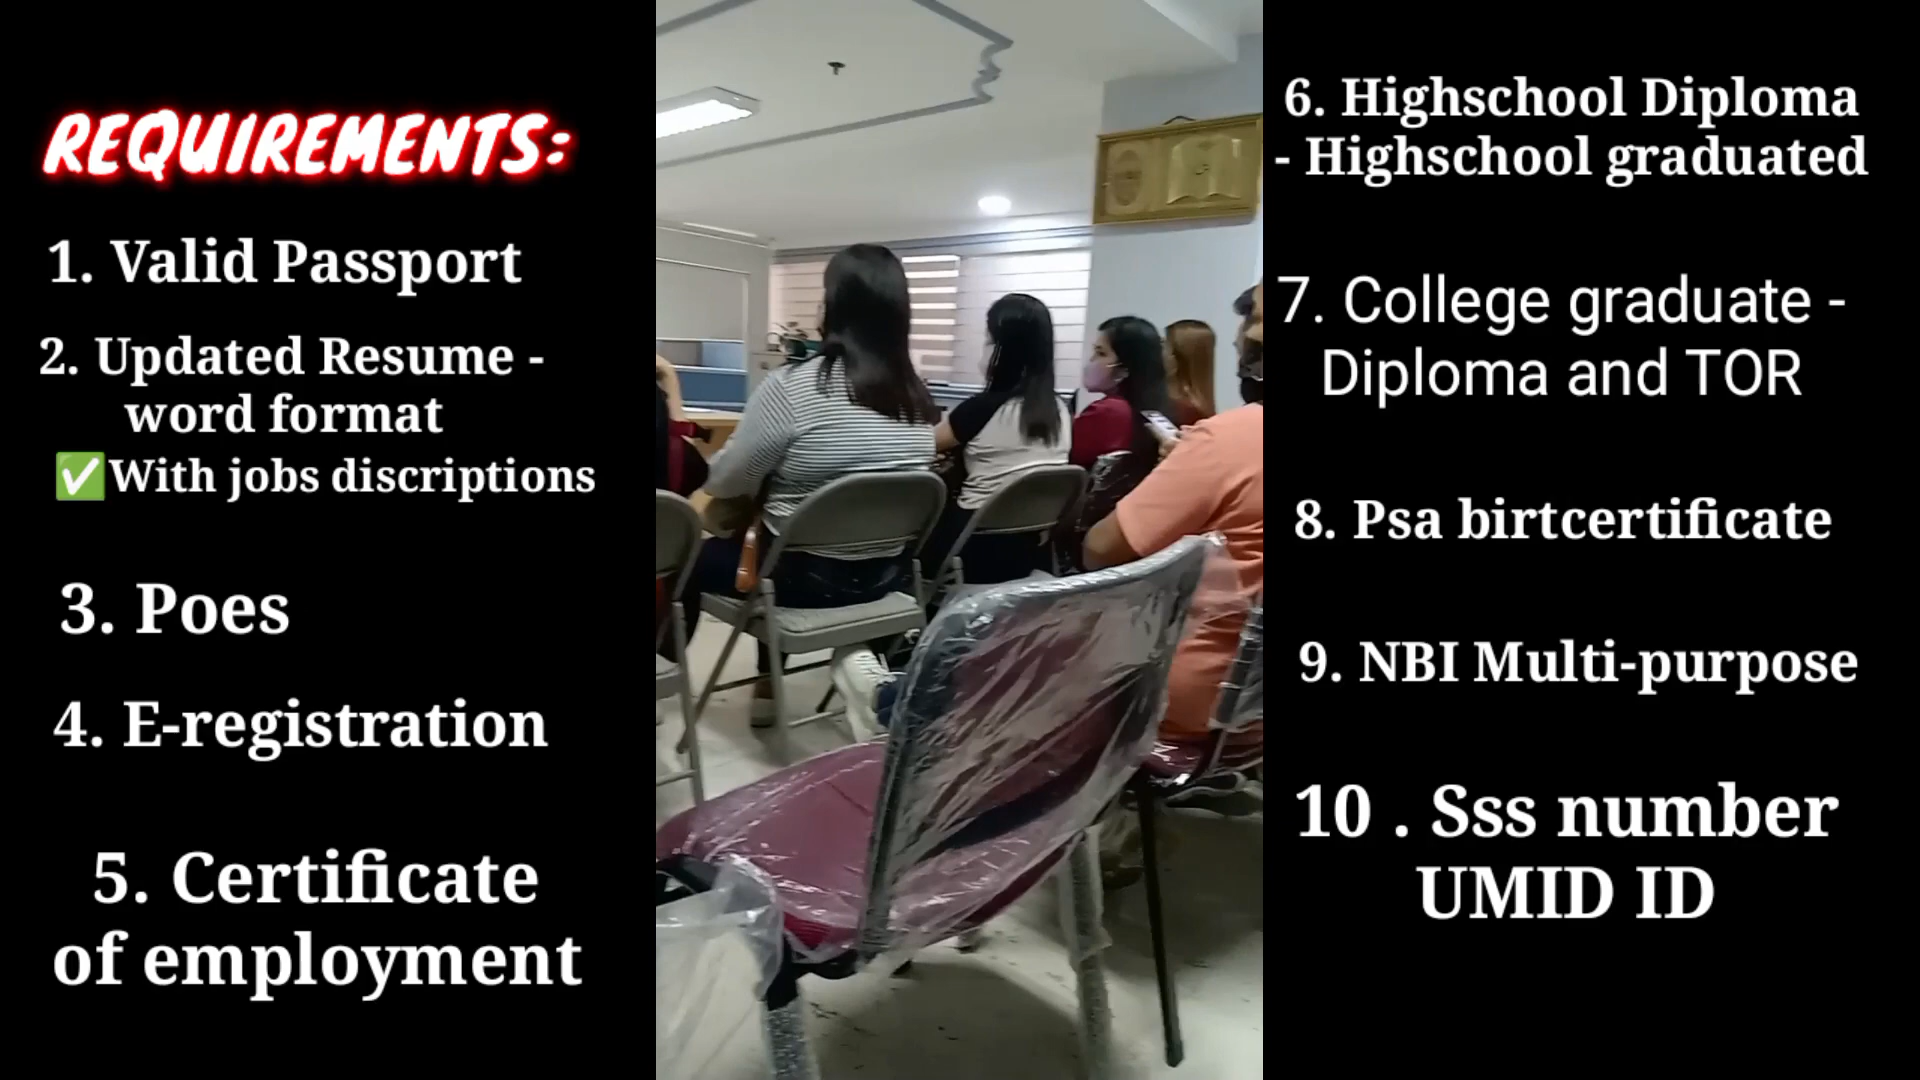 REQUIREMENTS:
1. Valid Passport
2. Updated Resume -
word format
✅With jobs discriptions
3. Poes
4. E-registration
5. Certificate
of employment
6. Highschool Diploma
- Highschool graduated
7. College graduate -
Diploma and TOR
8. Psa birtcertificate
9. NBI Multi-purpose
10 . Sss number
UMID ID